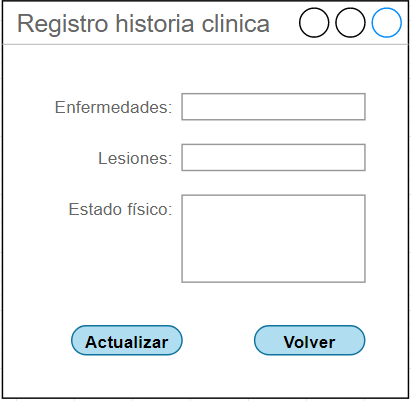 Registro historia clinica
Enfermedades:
Lesiones:
Estado físico:
Actualizar
Volver